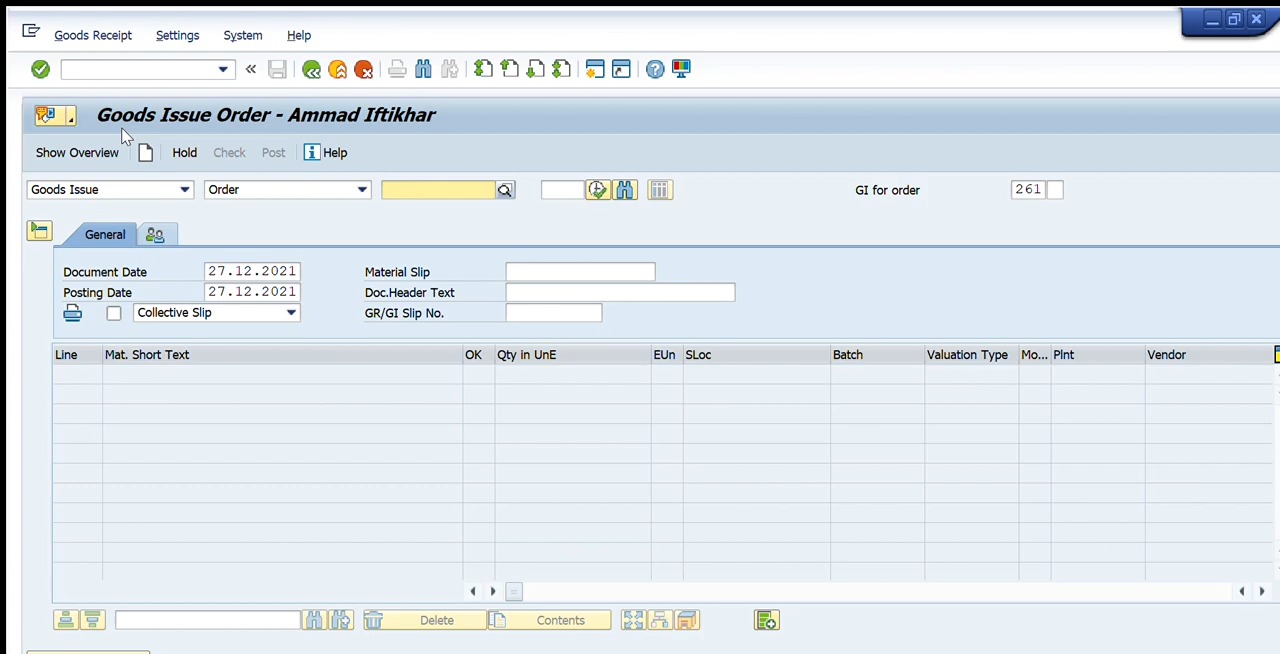 Goods Receipt Settings System Help
Goods Issue Order - Ammad Iftikhar
Show Overview Hold Check Post Help
Goods Issue Order GI for order 261
General
Document Date 27.12.2021 Material Slip
Posting Date 27.12.2021 Doc.Header Text
Collective Slip GR/GI Slip No.
Line Mat. Short Text OK Qty in UnE EUn SLoc Batch Valuation Type Mo... Plnt Vendor
Delete Contents